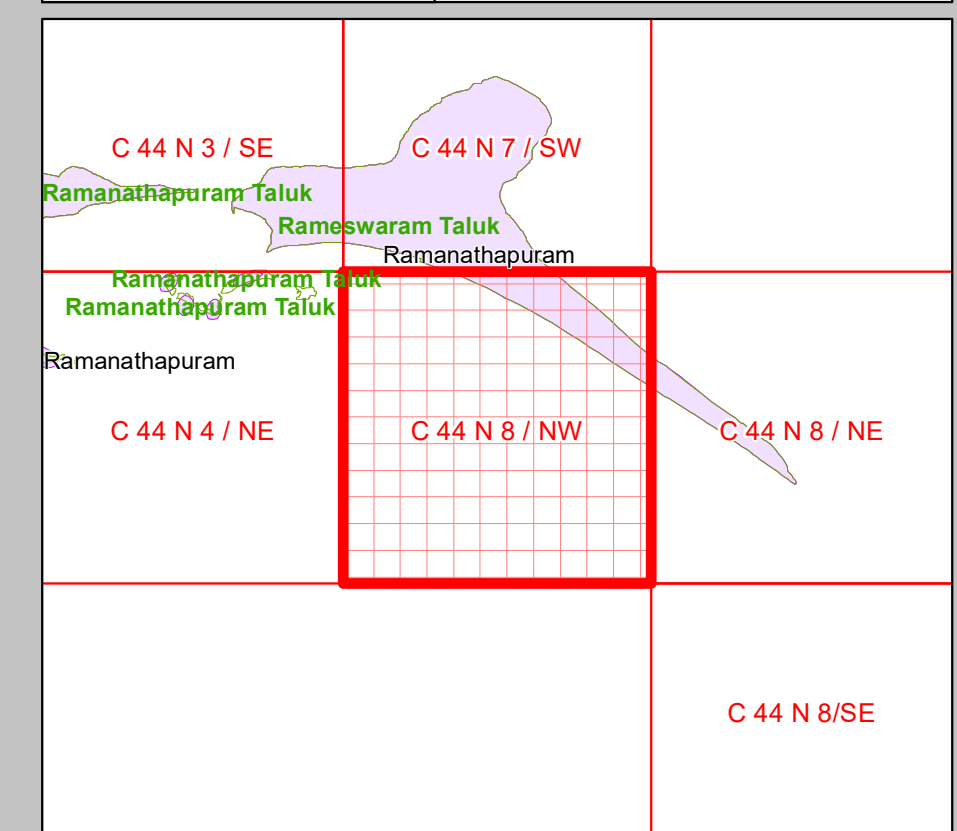 C 44 N 3 / SE
C 44 N 7 / SW
Ramanathapuram Taluk
Rameswaram Taluk
Ramanathapuram
Ramanathapuram Taluk
Ramanathapuram Taluk
Ramanathapuram
C 44 N 4 / NE
C 44 N 8 / NW
C 44 N 8 / NE
C 44 N 8/SE